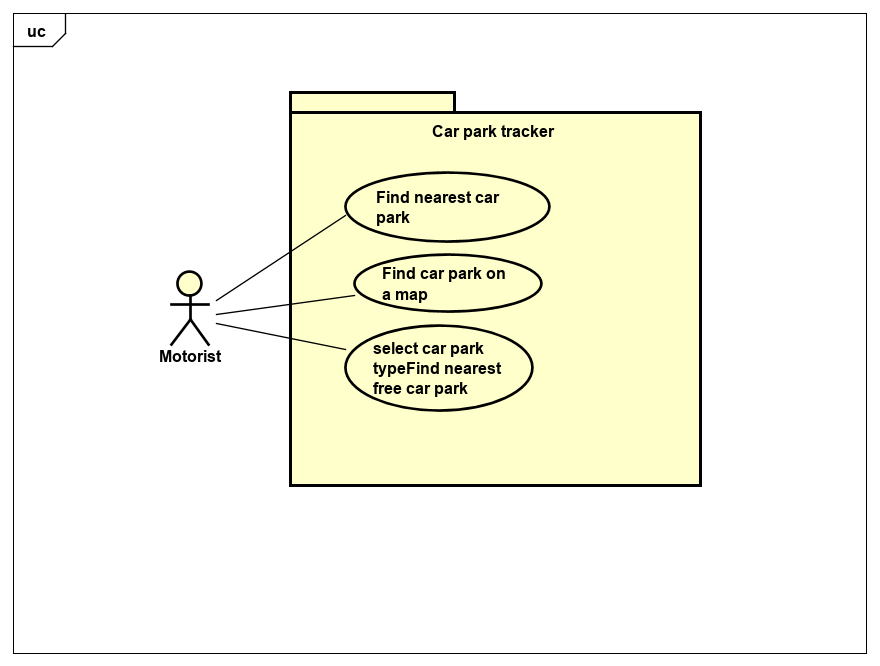 uc
Car park tracker
Find nearest car
park
Find car park on
a map
select car park
typeFind nearest
free car park
Motorist